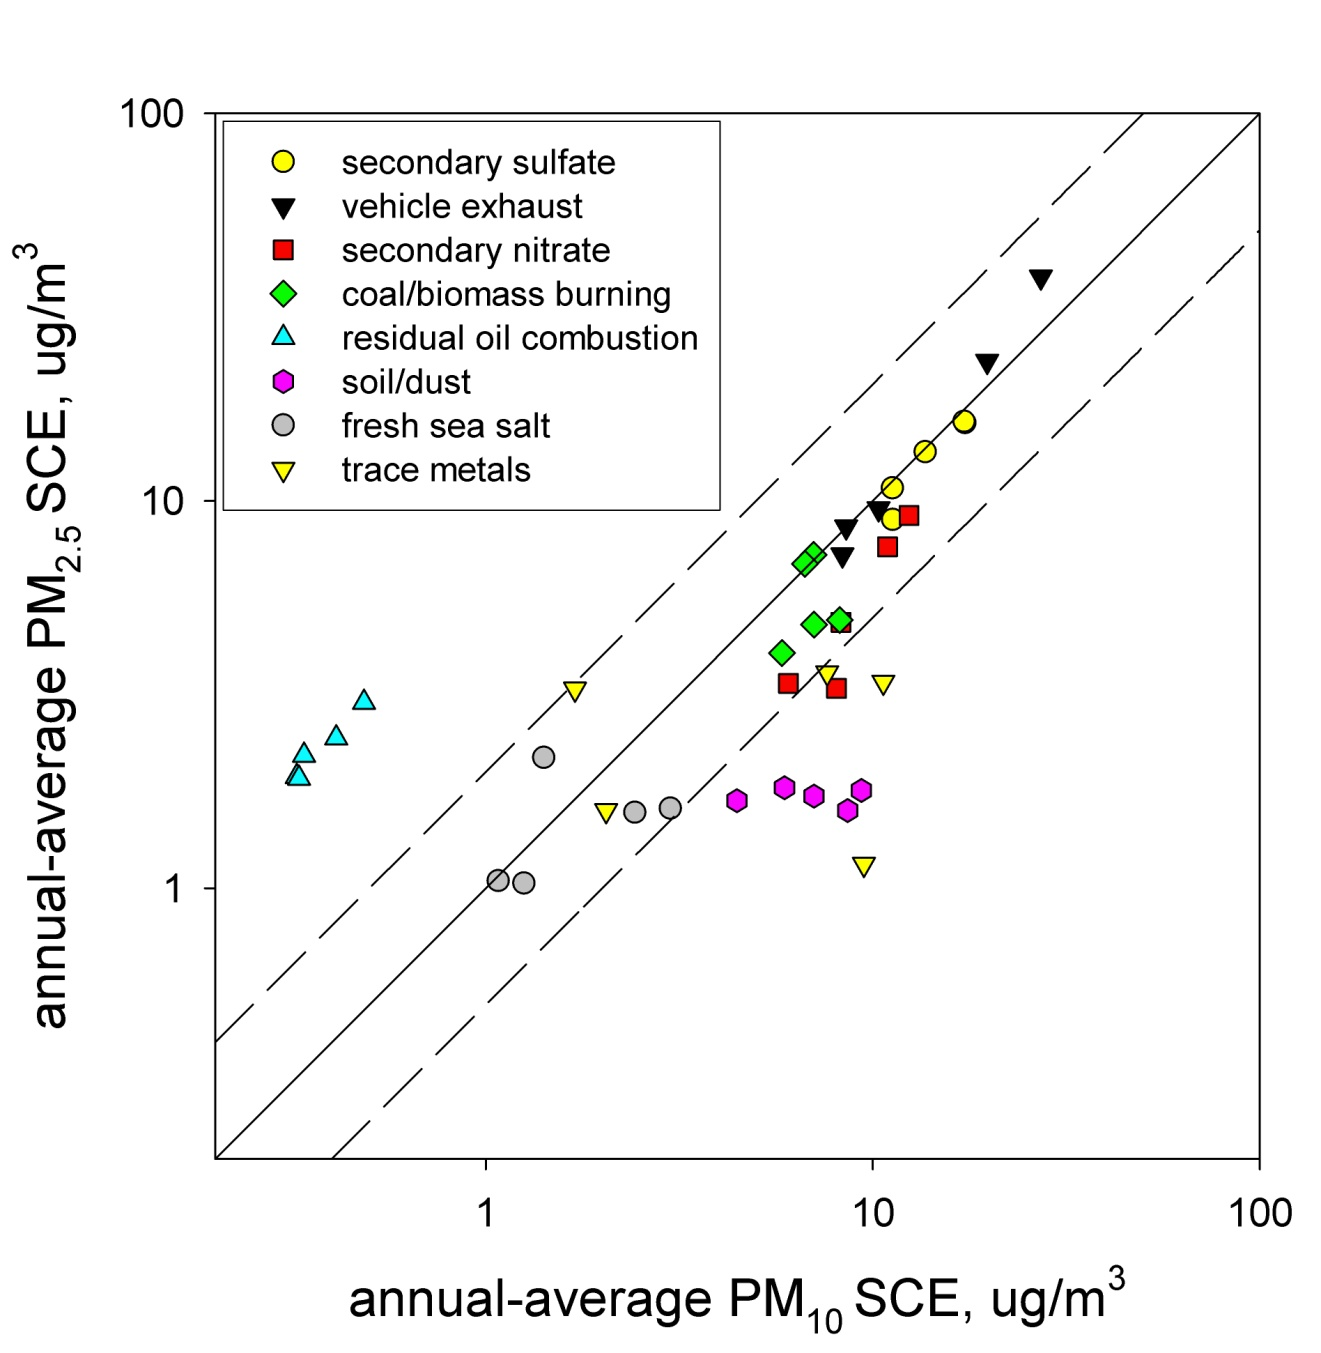 100
secondary sulfate
vehicle exhaust
secondary nitrate
coal/biomass burning
residual oil combustion
soil/dust
fresh sea salt
trace metals
10
1
annual-average PM2.5 SCE, ug/m3
1
10
100
annual-average PM10 SCE, ug/m3